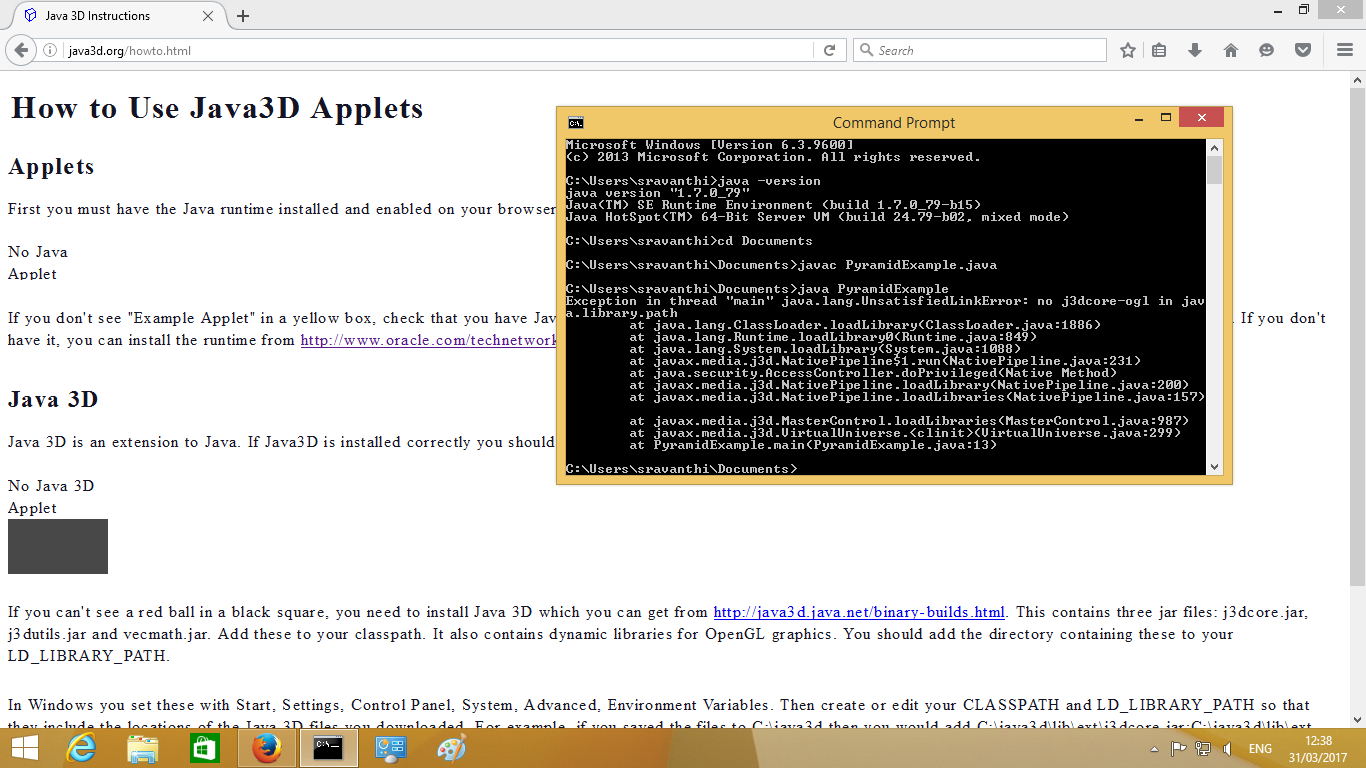 Java 3D Instructions
java3d.org/howto.html
Search
How to Use Java3D Applets
Applets
First you must have the Java runtime installed and enabled on your browser
No Java
Applet
If you don't see "Example Applet" in a yellow box, check that you have Jav . If you don't
have it, you can install the runtime from http://www.oracle.com/technetwork
Java 3D
Java 3D is an extension to Java. If Java3D is installed correctly you should
No Java 3D
Applet
If you can't see a red ball in a black square, you need to install Java 3D which you can get from http://java3d.java.net/binary-builds.html. This contains three jar files: j3dcore.jar,
j3dutils.jar and vecmath.jar. Add these to your classpath. It also contains dynamic libraries for OpenGL graphics. You should add the directory containing these to your
LD_LIBRARY_PATH.
In Windows you set these with Start, Settings, Control Panel, System, Advanced, Environment Variables. Then create or edit your CLASSPATH and LD_LIBRARY_PATH so that
they include the locations of the Java 3D files you downloaded. For example, if you saved the files to C:\java3d then you would add C:\java3d\lib\ext\j3dcore.jar;C:\java3d\lib\ext
Command Prompt
Microsoft Windows [Version 6.3.9600]
(c) 2013 Microsoft Corporation. All rights reserved.
C:\Users\sravanthi>java -version
java version "1.7.0_79"
Java(TM) SE Runtime Environment (build 1.7.0_79-b15)
Java HotSpot(TM) 64-Bit Server VM (build 24.79-b02, mixed mode)
C:\Users\sravanthi>cd Documents
C:\Users\sravanthi\Documents>javac PyramidExample.java
C:\Users\sravanthi\Documents>java PyramidExample
Exception in thread "main" java.lang.UnsatisfiedLinkError: no j3dcore-ogl in jav
a.library.path
at java.lang.ClassLoader.loadLibrary(ClassLoader.java:1886)
at java.lang.Runtime.loadLibrary0(Runtime.java:849)
at java.lang.System.loadLibrary(System.java:1088)
at javax.media.j3d.NativePipeline$1.run(NativePipeline.java:231)
at java.security.AccessController.doPrivileged(Native Method)
at javax.media.j3d.NativePipeline.loadLibrary(NativePipeline.java:200)
at javax.media.j3d.NativePipeline.loadLibraries(NativePipeline.java:157)
at javax.media.j3d.MasterControl.loadLibraries(MasterControl.java:987)
at javax.media.j3d.VirtualUniverse.<clinit>(VirtualUniverse.java:299)
at PyramidExample.main(PyramidExample.java:13)
C:\Users\sravanthi\Documents>
ENG
12:38
31/03/2017